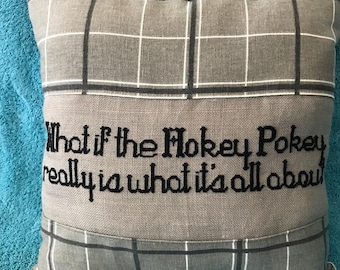 What if the Hokey Pokey
really is what it's all about